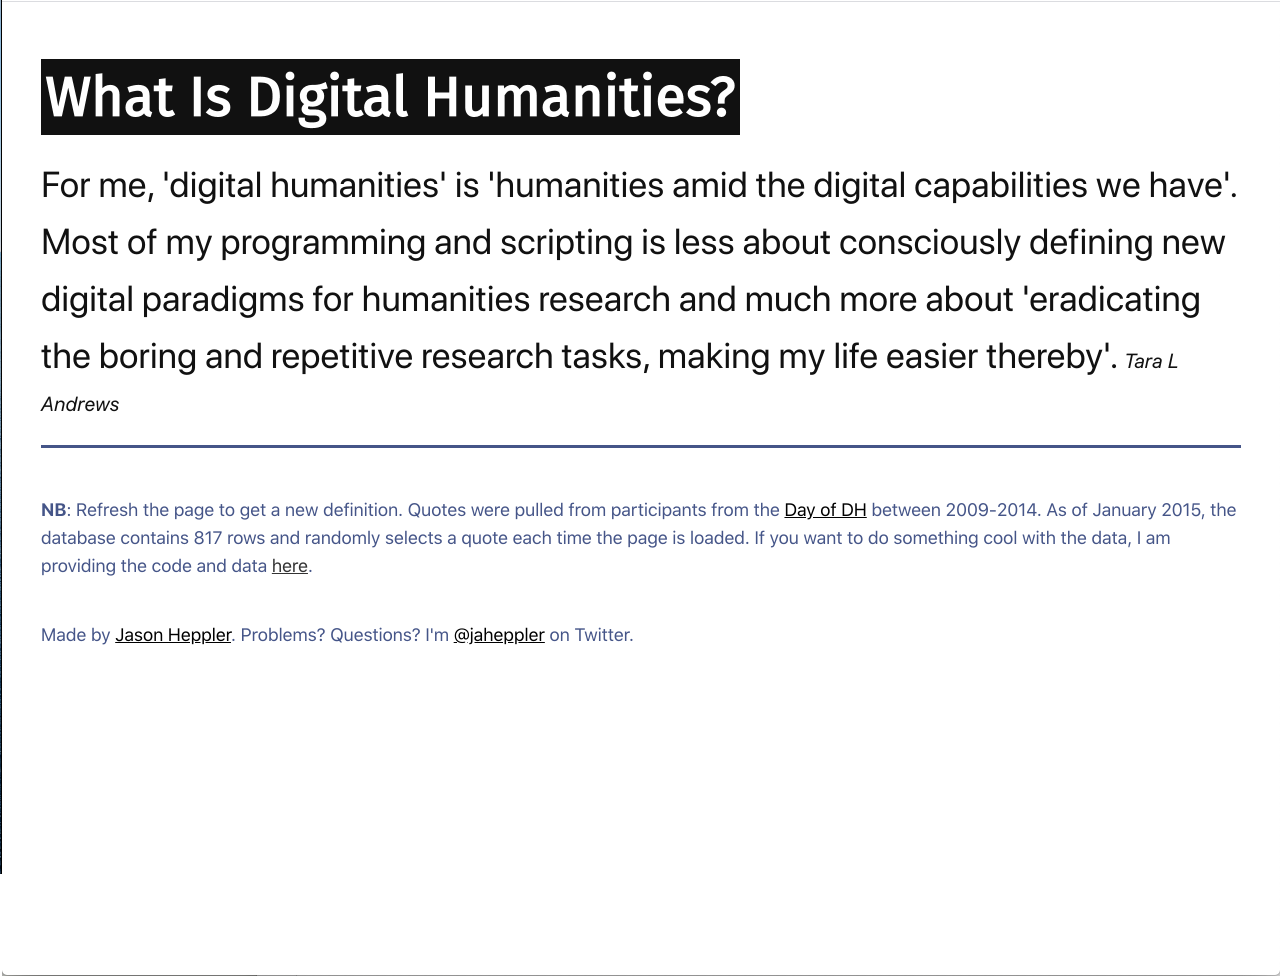 What Is Digital Humanities?
For me, 'digital humanities' is 'humanities amid the digital capabilities we have'.
Most of my programming and scripting is less about consciously defining new
digital paradigms for humanities research and much more about 'eradicating
the boring and repetitive research tasks, making my life easier thereby'. Tara L
Andrews
NB: Refresh the page to get a new definition. Quotes were pulled from participants from the Day of DH between 2009-2014. As of January 2015, the
database contains 817 rows and randomly selects a quote each time the page is loaded. If you want to do something cool with the data, I am
providing the code and data here.
Made by Jason Heppler. Problems? Questions? I'm @jaheppler on Twitter.